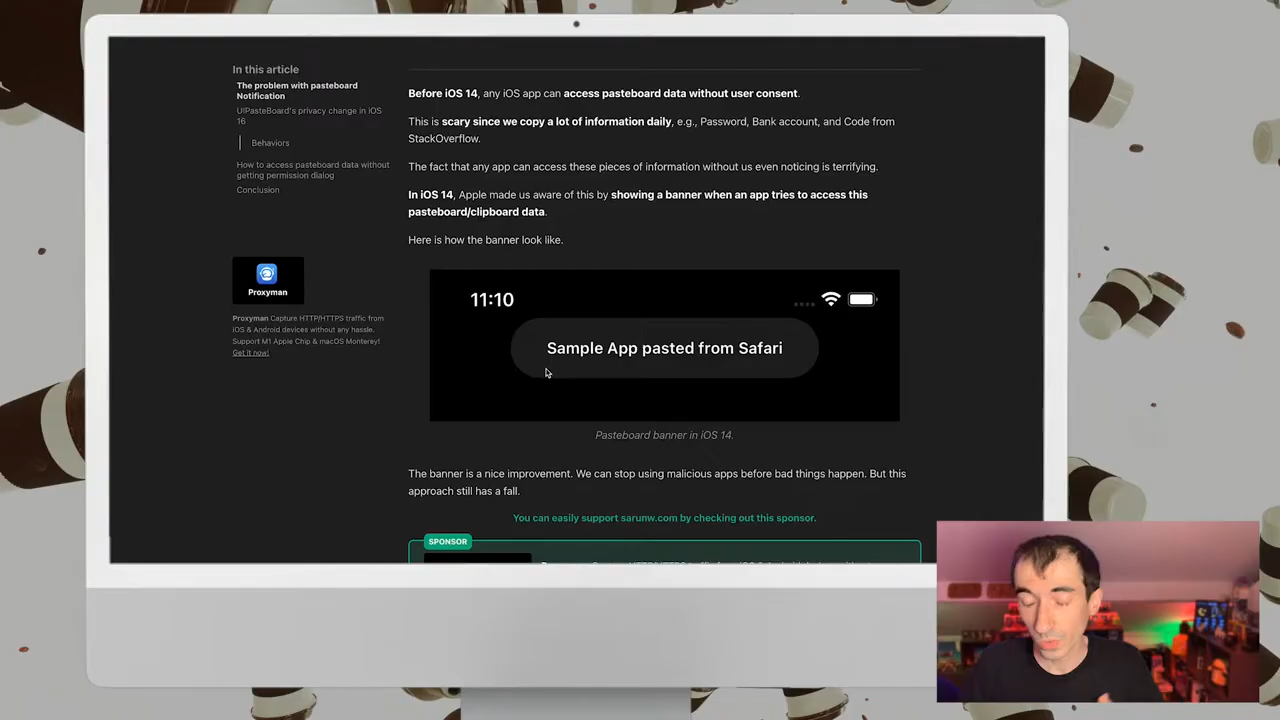 In this article
The problem with pasteboard
Notification
UIPasteBoard's privacy change in iOS
16
Behaviors
How to access pasteboard data without
getting permission dialog
Conclusion
Proxyman
Proxyman Capture HTTP/HTTPS traffic from
iOS & Android devices without any hassle.
Support M1 Apple Chip & macOS Monterey!
Get it now!
Before iOS 14, any iOS app can access pasteboard data without user consent.
This is scary since we copy a lot of information daily, e.g., Password, Bank account, and Code from
StackOverflow.
The fact that any app can access these pieces of information without us even noticing is terrifying.
In iOS 14, Apple made us aware of this by showing a banner when an app tries to access this
pasteboard/clipboard data.
Here is how the banner look like.
11:10
Sample App pasted from Safari
Pasteboard banner in iOS 14.
The banner is a nice improvement. We can stop using malicious apps before bad things happen. But this
approach still has a fall.
You can easily support sarunw.com by checking out this sponsor.
SPONSOR